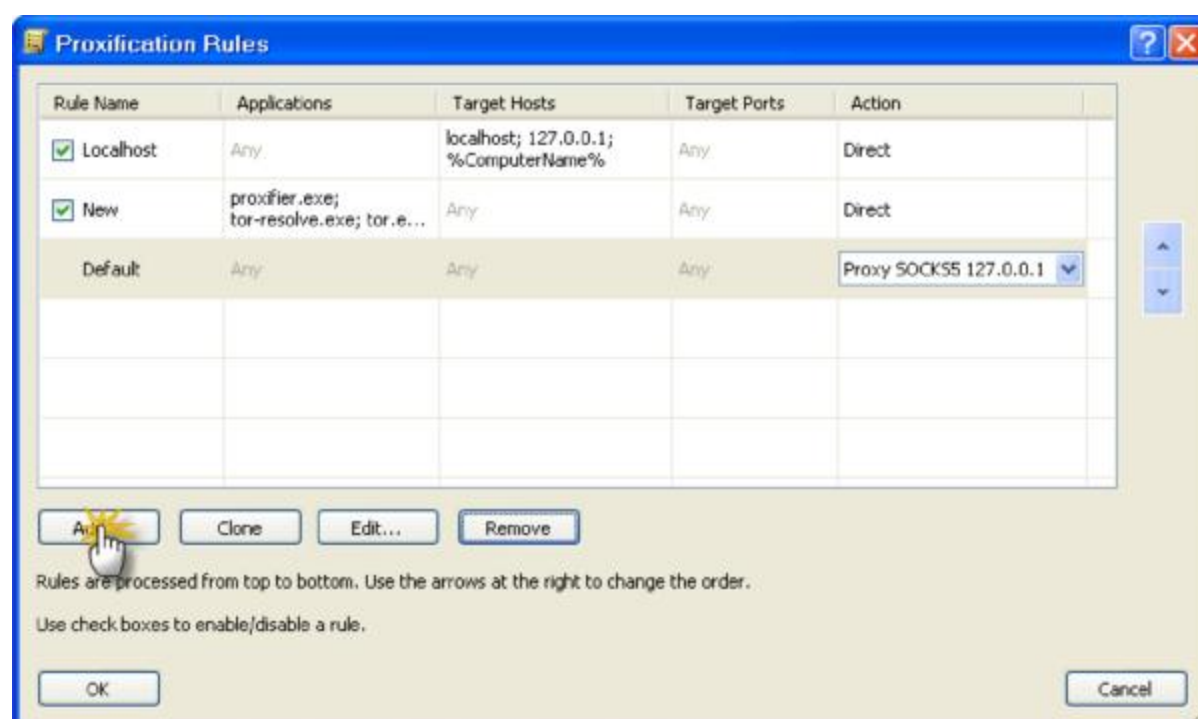 Proxification Rules
Rule Name Applications Target Hosts Target Ports Action
Localhost Any localhost; 127.0.0.1; Any Direct
%ComputerName%
New proxifier.exe; Any Any Direct
tor-resolve.exe; tor.e...
Default Any Any Any Proxy SOCKS5 127.0.0.1
Clone Edit... Remove
Rules are processed from top to bottom. Use the arrows at the right to change the order.
Use check boxes to enable/disable a rule.
OK Cancel